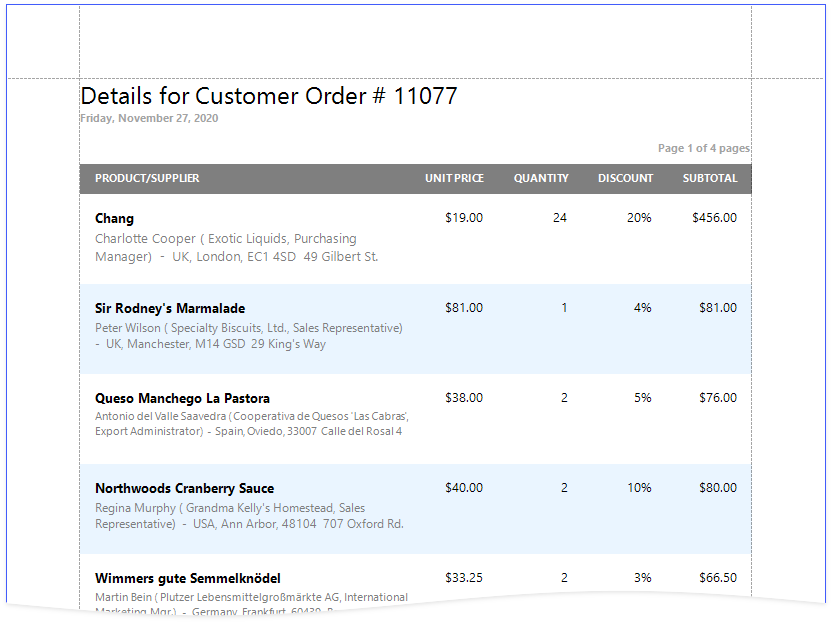 Details for Customer Order # 11077
Friday, November 27, 2020
Page 1 of 4 pages
PRODUCT/SUPPLIER UNIT PRICE QUANTITY DISCOUNT SUBTOTAL
Chang $19.00 24 20% $456.00
Charlotte Cooper ( Exotic Liquids, Purchasing
Manager) - UK, London, EC1 4SD 49 Gilbert St.
Sir Rodney's Marmalade $81.00 1 4% $81.00
Peter Wilson ( Specialty Biscuits, Ltd., Sales Representative)
- UK, Manchester, M14 GSD 29 King's Way
Queso Manchego La Pastora $38.00 2 5% $76.00
Antonio del Valle Saavedra ( Cooperativa de Quesos 'Las Cabras',
Export Administrator) - Spain, Oviedo, 33007 Calle del Rosal 4
Northwoods Cranberry Sauce $40.00 2 10% $80.00
Regina Murphy ( Grandma Kelly's Homestead, Sales
Representative) - USA, Ann Arbor, 48104 707 Oxford Rd.
Wimmers gute Semmelknödel $33.25 2 3% $66.50
Martin Bein ( Plutzer Lebensmittelgroßmärkte AG, International
Marketing Mgr.) - Germany, Frankfurt, 60439